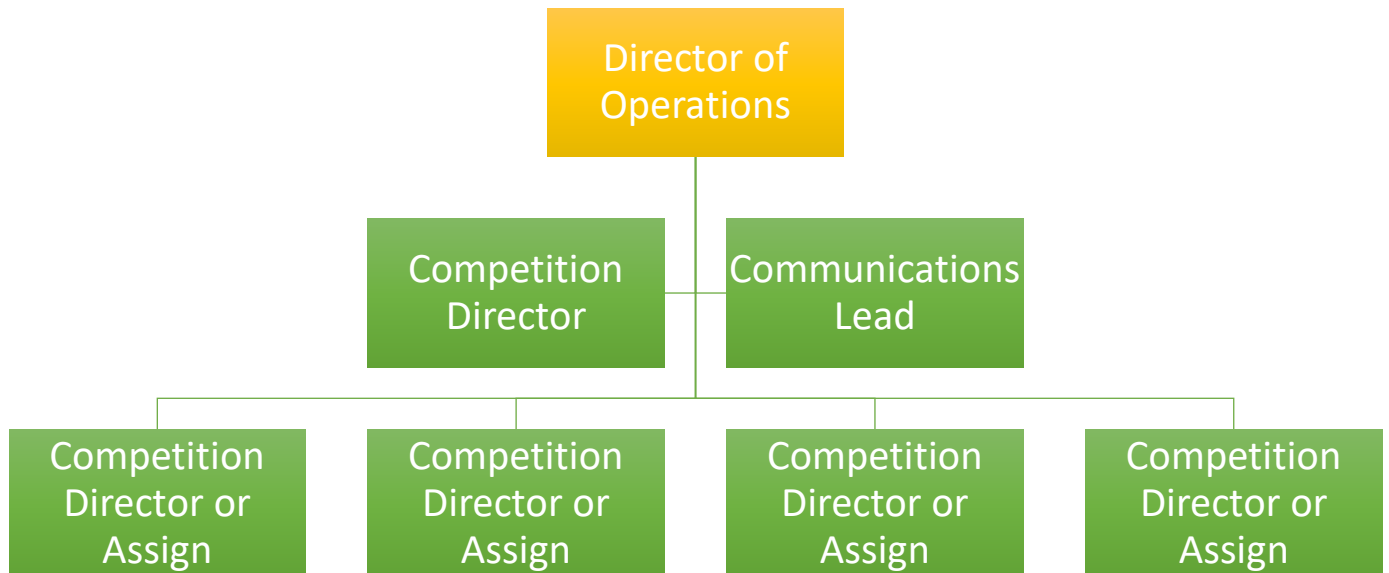 Director of
Operations
Competition
Director
Communications
Lead
Competition
Director or
Assign
Competition
Director or
Assign
Competition
Director or
Assign
Competition
Director or
Assign